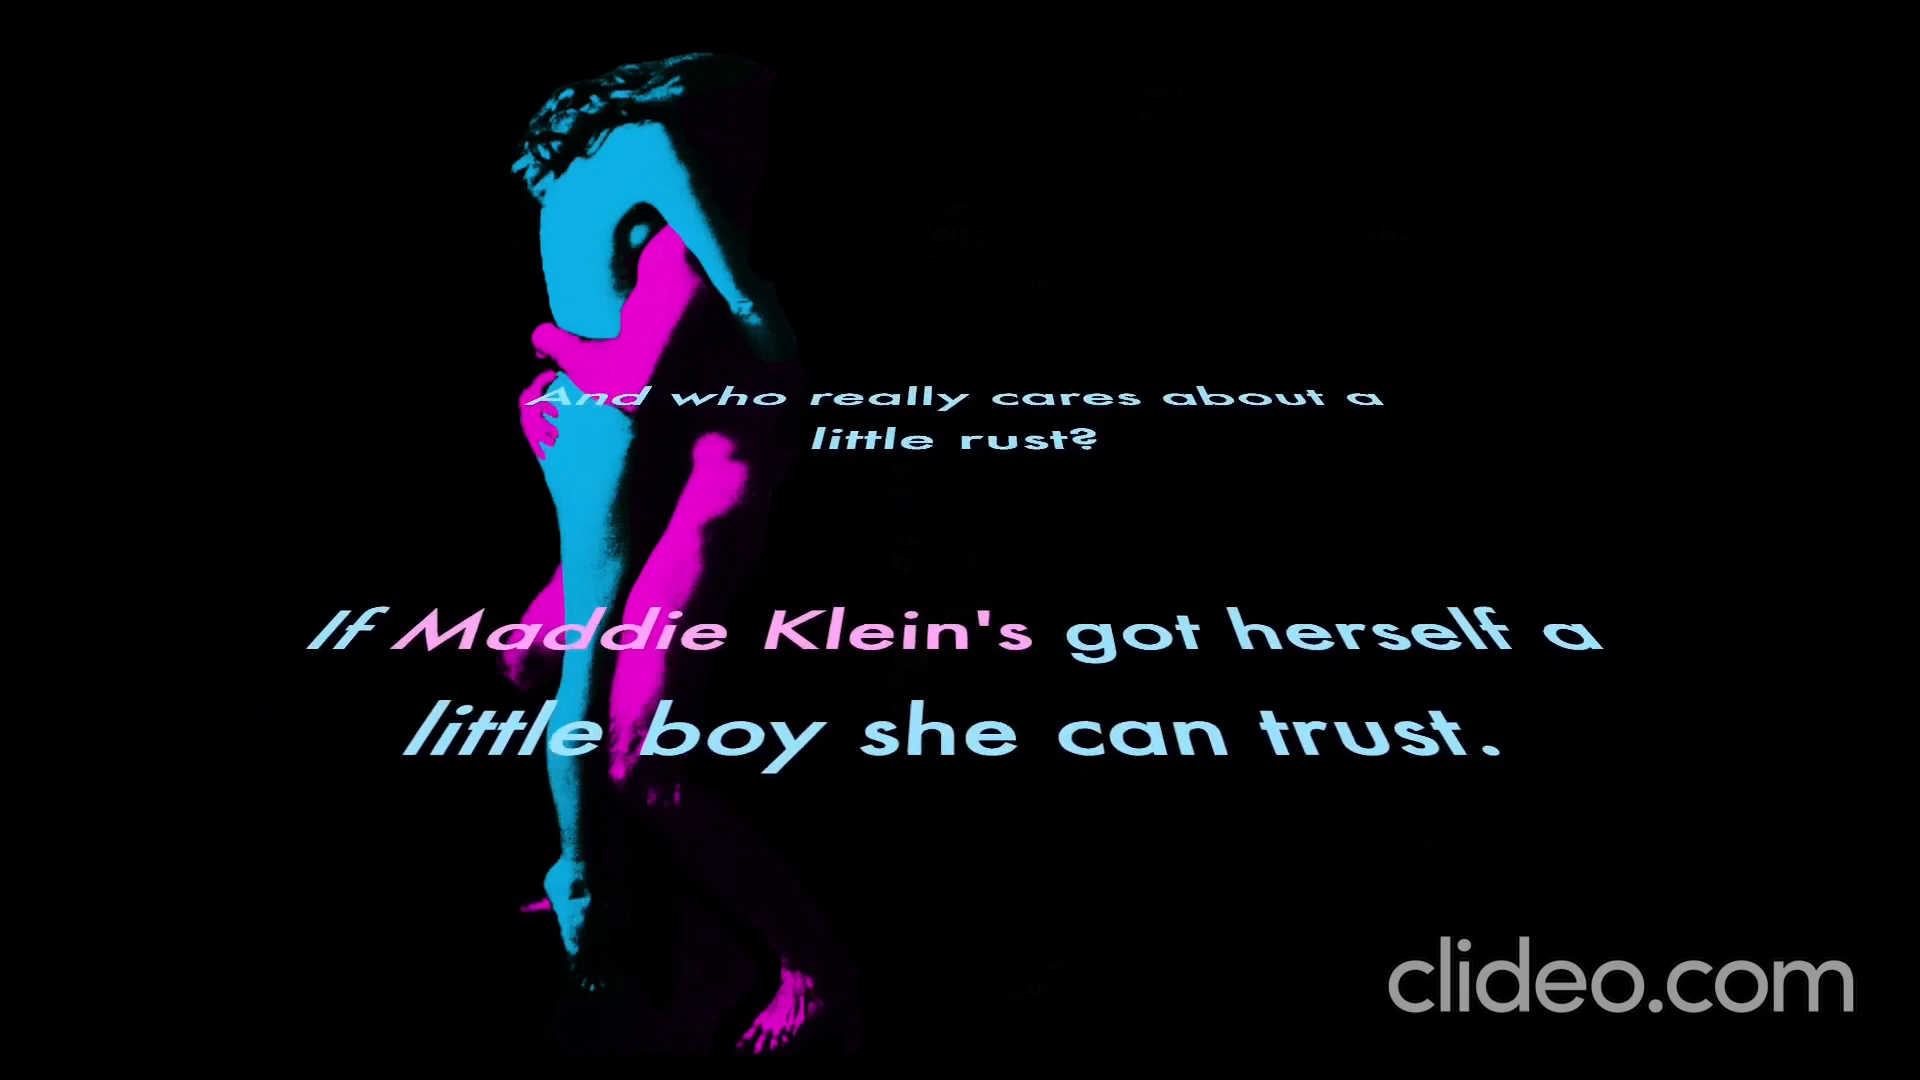 And who really cares about a
little rust?
If Maddie Klein's got herself a
little boy she can trust.
clideo.com